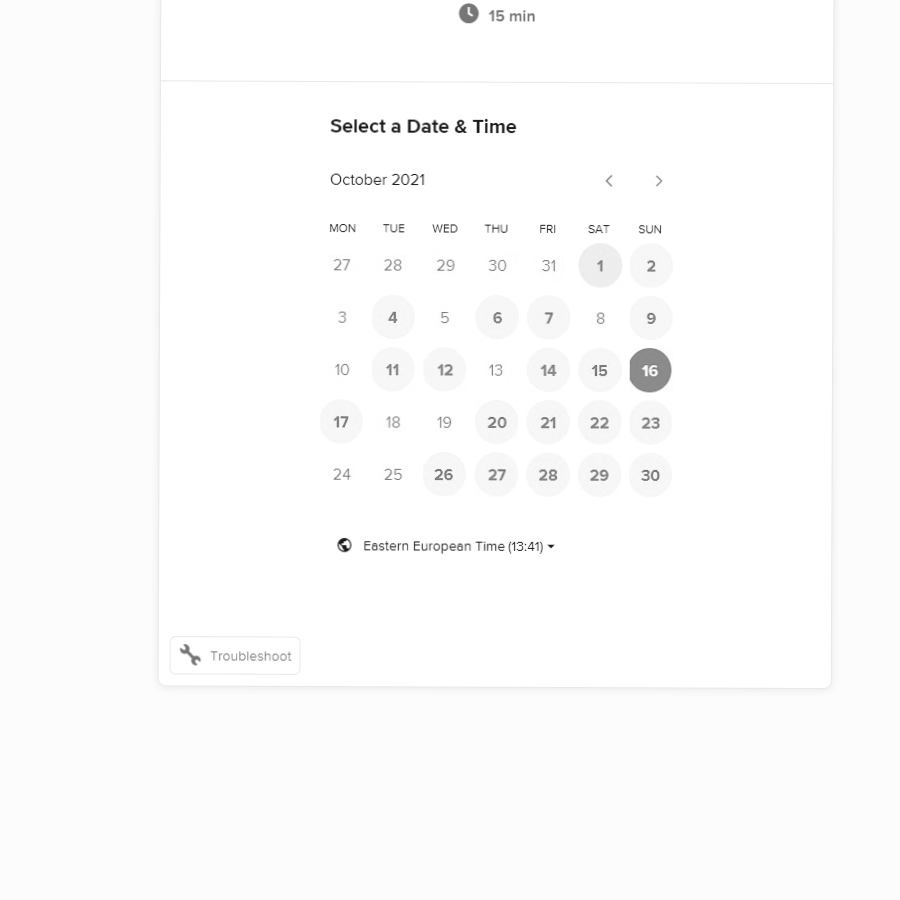 15 min
Select a Date & Time
October 2021
MON TUE WED THU FRI SAT SUN
27 28 29 30 31 1 2
3 4 5 6 7 8 9
10 11 12 13 14 15 16
17 18 19 20 21 22 23
24 25 26 27 28 29 30
Eastern European Time (13:41)
Troubleshoot